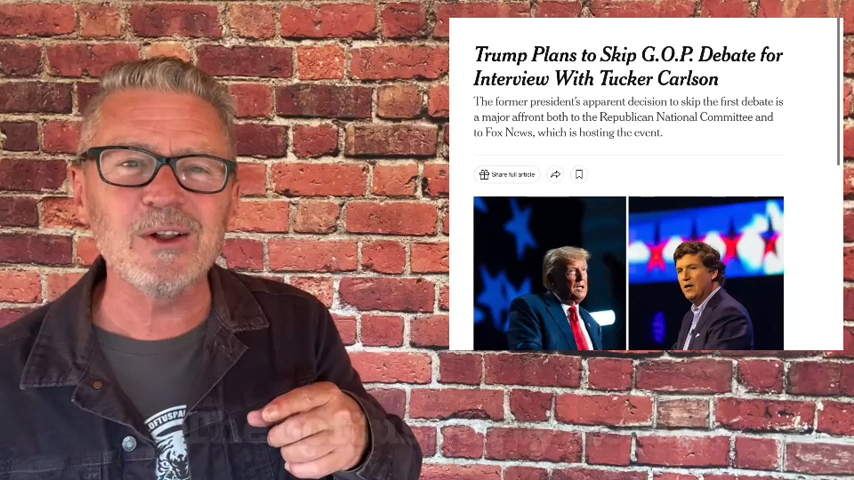 Trump Plans to Skip G.O.P. Debate for
Interview With Tucker Carlson
The former president's apparent decision to skip the first debate is
a major affront both to the Republican National Committee and
to Fox News, which is hosting the event.
Share full article